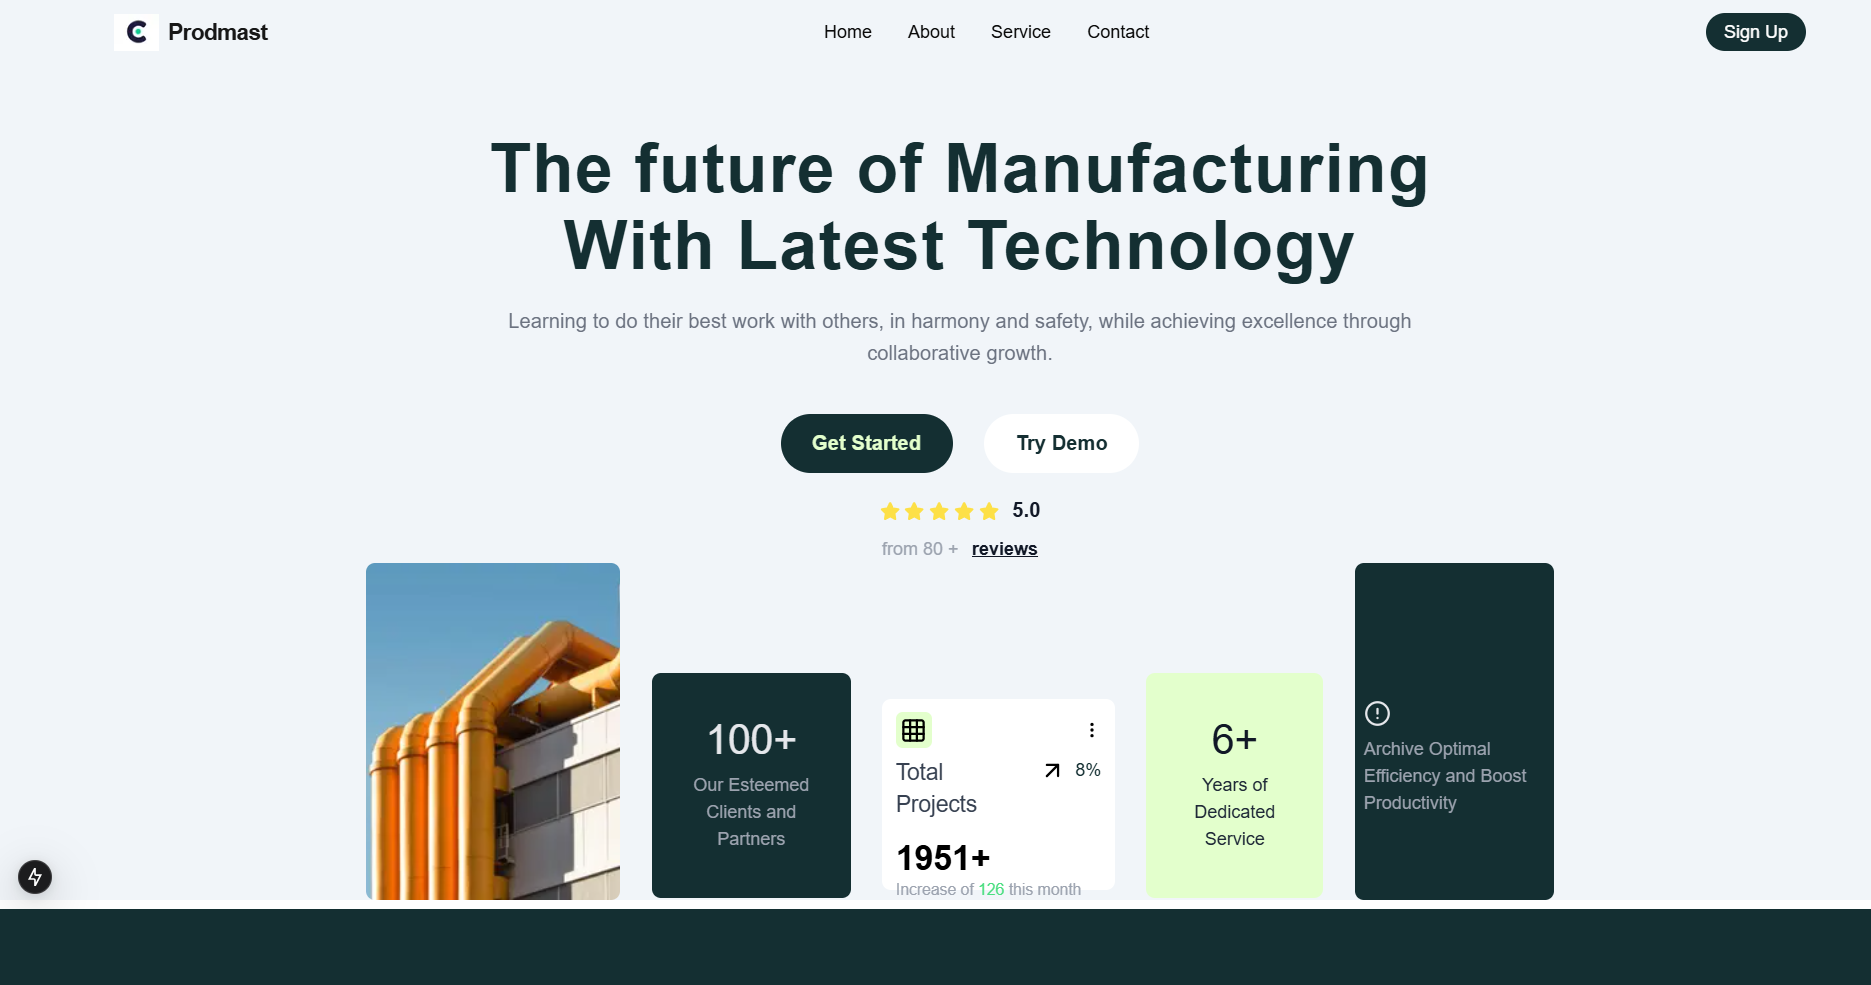 Prodmast
Home About Service Contact
Sign Up
The future of Manufacturing
With Latest Technology
Learning to do their best work with others, in harmony and safety, while achieving excellence through
collaborative growth.
Get Started
Try Demo
5.0
from 80 + reviews
100+
Our Esteemed
Clients and
Partners
Total
Projects
8%
1951+
Increase of 126 this month
6+
Years of
Dedicated
Service
Archive Optimal
Efficiency and Boost
Productivity